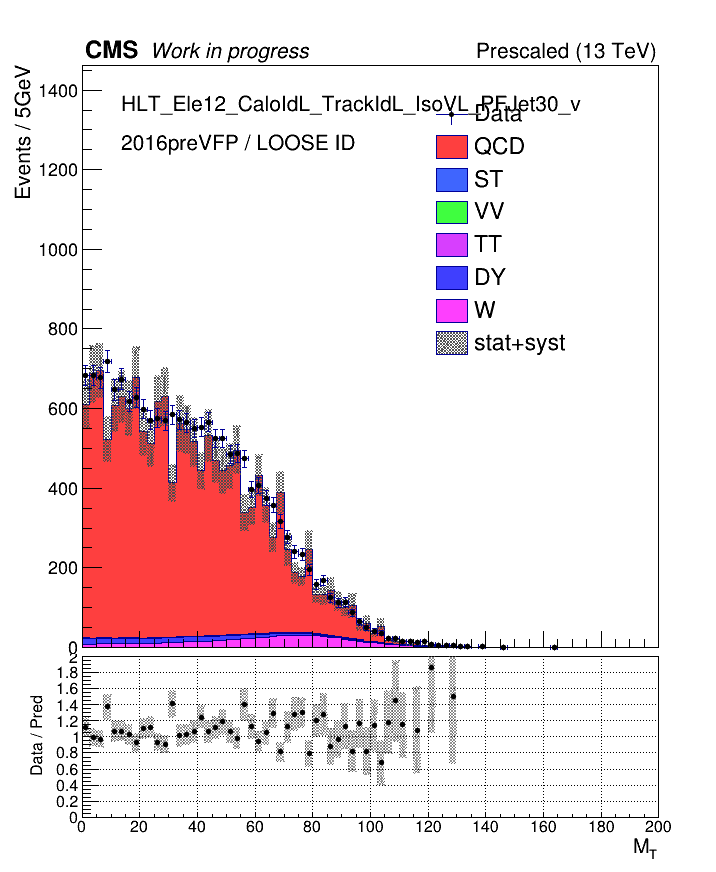 CMS Work in progress Prescaled (13 TeV)
Events / 5GeV
1400
1200
1000
800
600
400
200
0
HLT_Ele12_CaloIdL_TrackIdL_IsoVL_PFJet30_v
2016preVFP / LOOSE ID
Data
QCD
ST
VV
TT
DY
W
stat+syst
Data / Pred
2
1.8
1.6
1.4
1.2
1
0.8
0.6
0.4
0.2
0
0 20 40 60 80 100 120 140 160 180 200
M_T